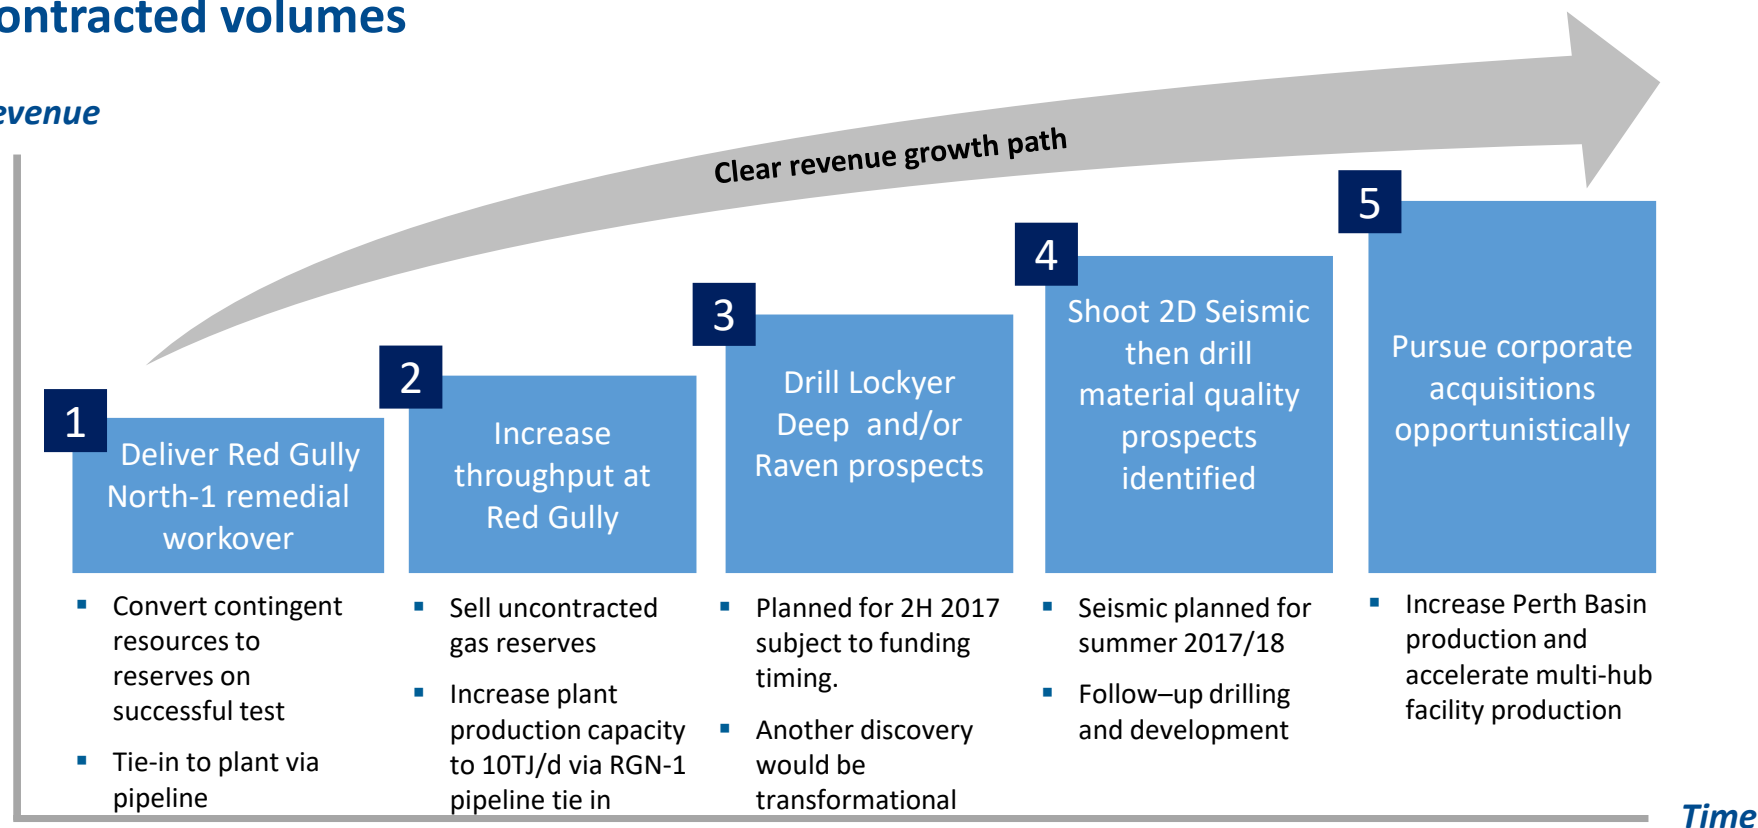 ontracted volumes
evenue
Clear revenue growth path
1
Deliver Red Gully
North-1 remedial
workover
▪ Convert contingent
resources to
reserves on
successful test
▪ Tie-in to plant via
pipeline
2
Increase
throughput at
Red Gully
▪ Sell uncontracted
gas reserves
▪ Increase plant
production capacity
to 10TJ/d via RGN-1
pipeline tie in
3
Drill Lockyer
Deep and/or
Raven prospects
▪ Planned for 2H 2017
subject to funding
timing.
▪ Another discovery
would be
transformational
4
Shoot 2D Seismic
then drill
material quality
prospects
identified
▪ Seismic planned for
summer 2017/18
▪ Follow–up drilling
and development
5
Pursue corporate
acquisitions
opportunistically
▪ Increase Perth Basin
production and
accelerate multi-hub
facility production
Time